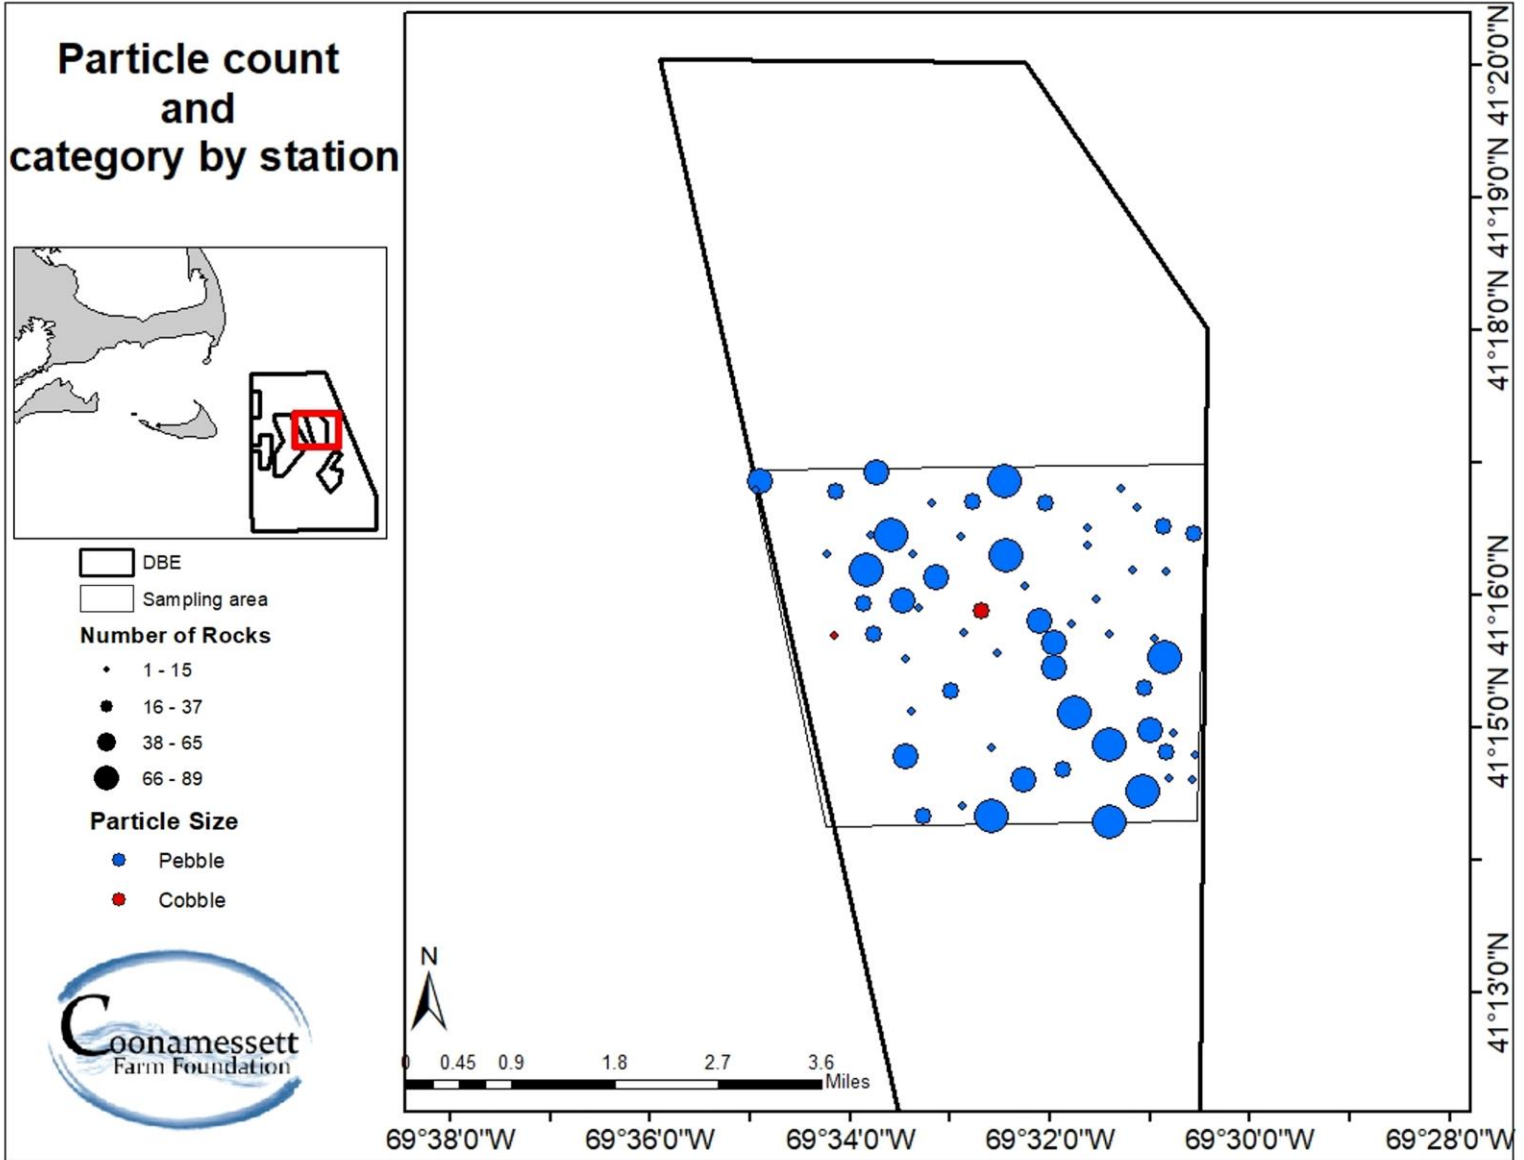 Particle count
and
category by station
DBE
Sampling area
Number of Rocks
1 - 15
16 - 37
38 - 65
66 - 89
Particle Size
Pebble
Cobble
Coonamessett
Farm Foundation
N
0 0.45 0.9 1.8 2.7 3.6
Miles
69°38'0"W 69°36'0"W 69°34'0"W 69°32'0"W 69°30'0"W 69°28'0"W
41°20'0"N
41°19'0"N
41°18'0"N
41°16'0"N
41°15'0"N
41°13'0"N